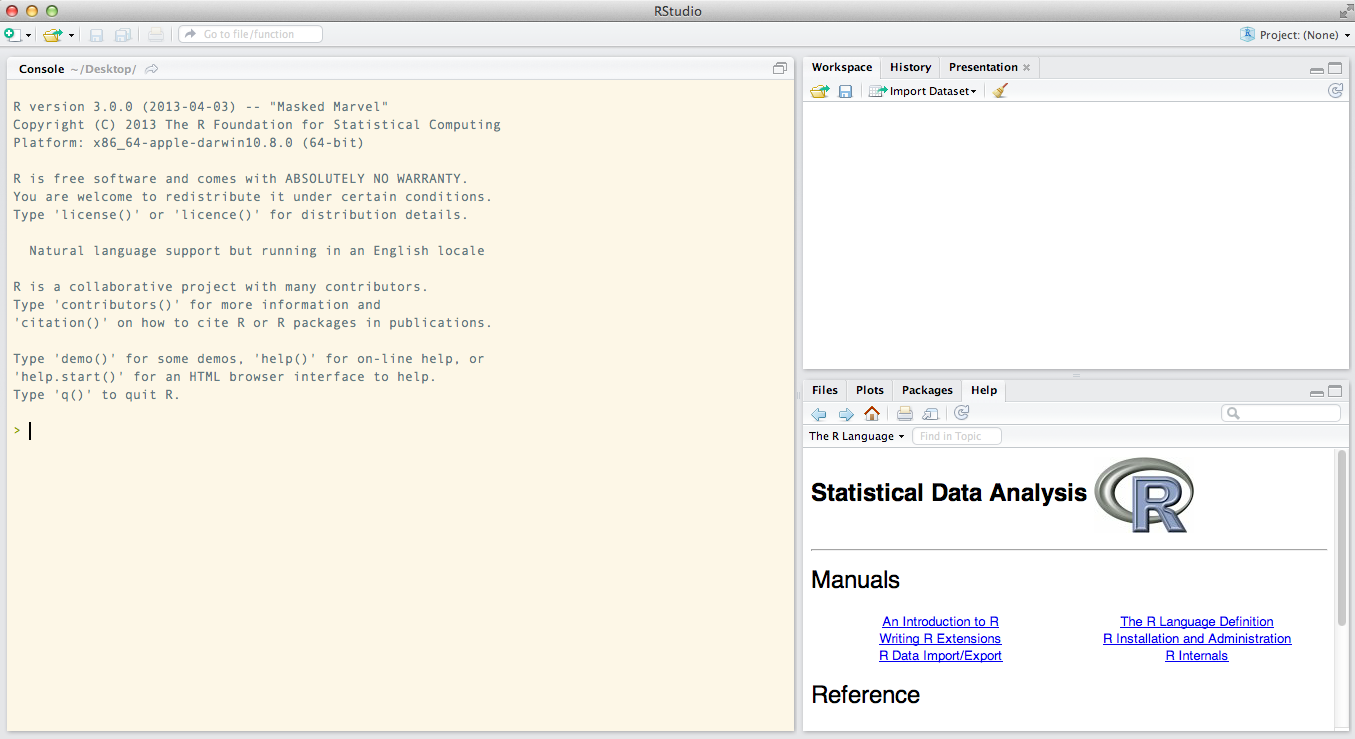 RStudio
Go to file/function
Project: (None)
Console ~/Desktop/
R version 3.0.0 (2013-04-03) -- "Masked Marvel"
Copyright (C) 2013 The R Foundation for Statistical Computing
Platform: x86_64-apple-darwin10.8.0 (64-bit)
R is free software and comes with ABSOLUTELY NO WARRANTY.
You are welcome to redistribute it under certain conditions.
Type 'license()' or 'licence()' for distribution details.
Natural language support but running in an English locale
R is a collaborative project with many contributors.
Type 'contributors()' for more information and
'citation()' on how to cite R or R packages in publications.
Type 'demo()' for some demos, 'help()' for on-line help, or
'help.start()' for an HTML browser interface to help.
Type 'q()' to quit R.
>
Workspace History Presentation
Import Dataset
Files Plots Packages Help
The R Language Find in Topic
Statistical Data Analysis R
Manuals
An Introduction to R The R Language Definition
Writing R Extensions R Installation and Administration
R Data Import/Export R Internals
Reference